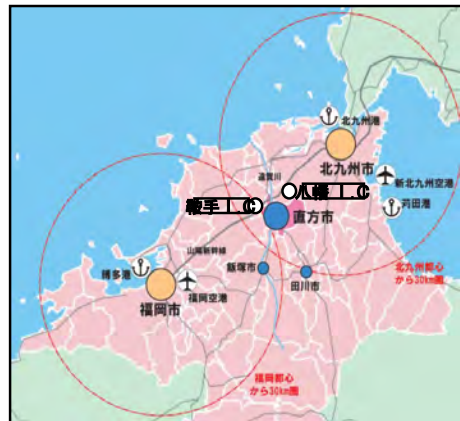 北九州港
北九州市
遠賀川
八幡ＩＣ
新北九州空港
鞍手ＩＣ
苅田港
直方市
山陽新幹線
博多港
飯塚市
田川市
北九州都心
から30km圏
福岡空港
福岡市
福岡都心
から30km圏